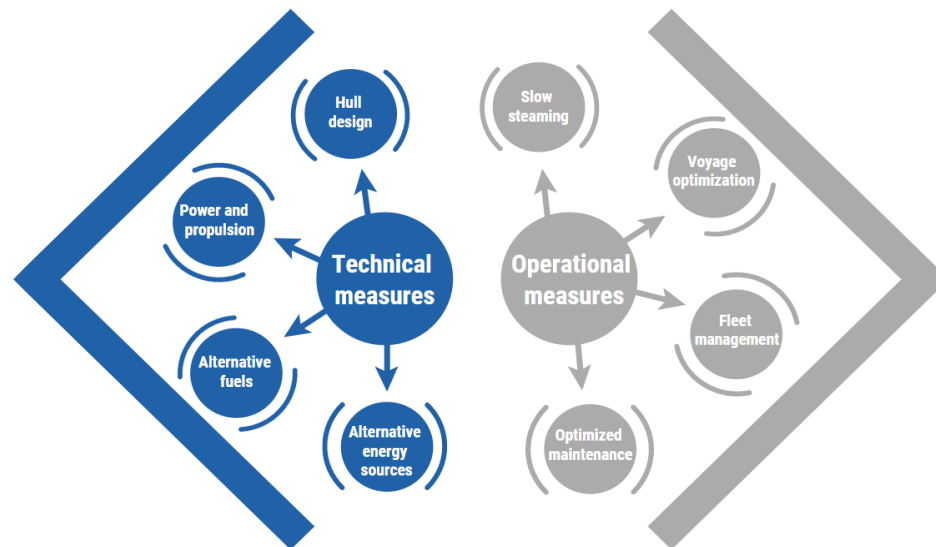 Hull
design
Power and
propulsion
Technical
measures
Alternative
fuels
Alternative
energy
sources
Slow
steaming
Voyage
optimization
Operational
measures
Fleet
management
Optimized
maintenance